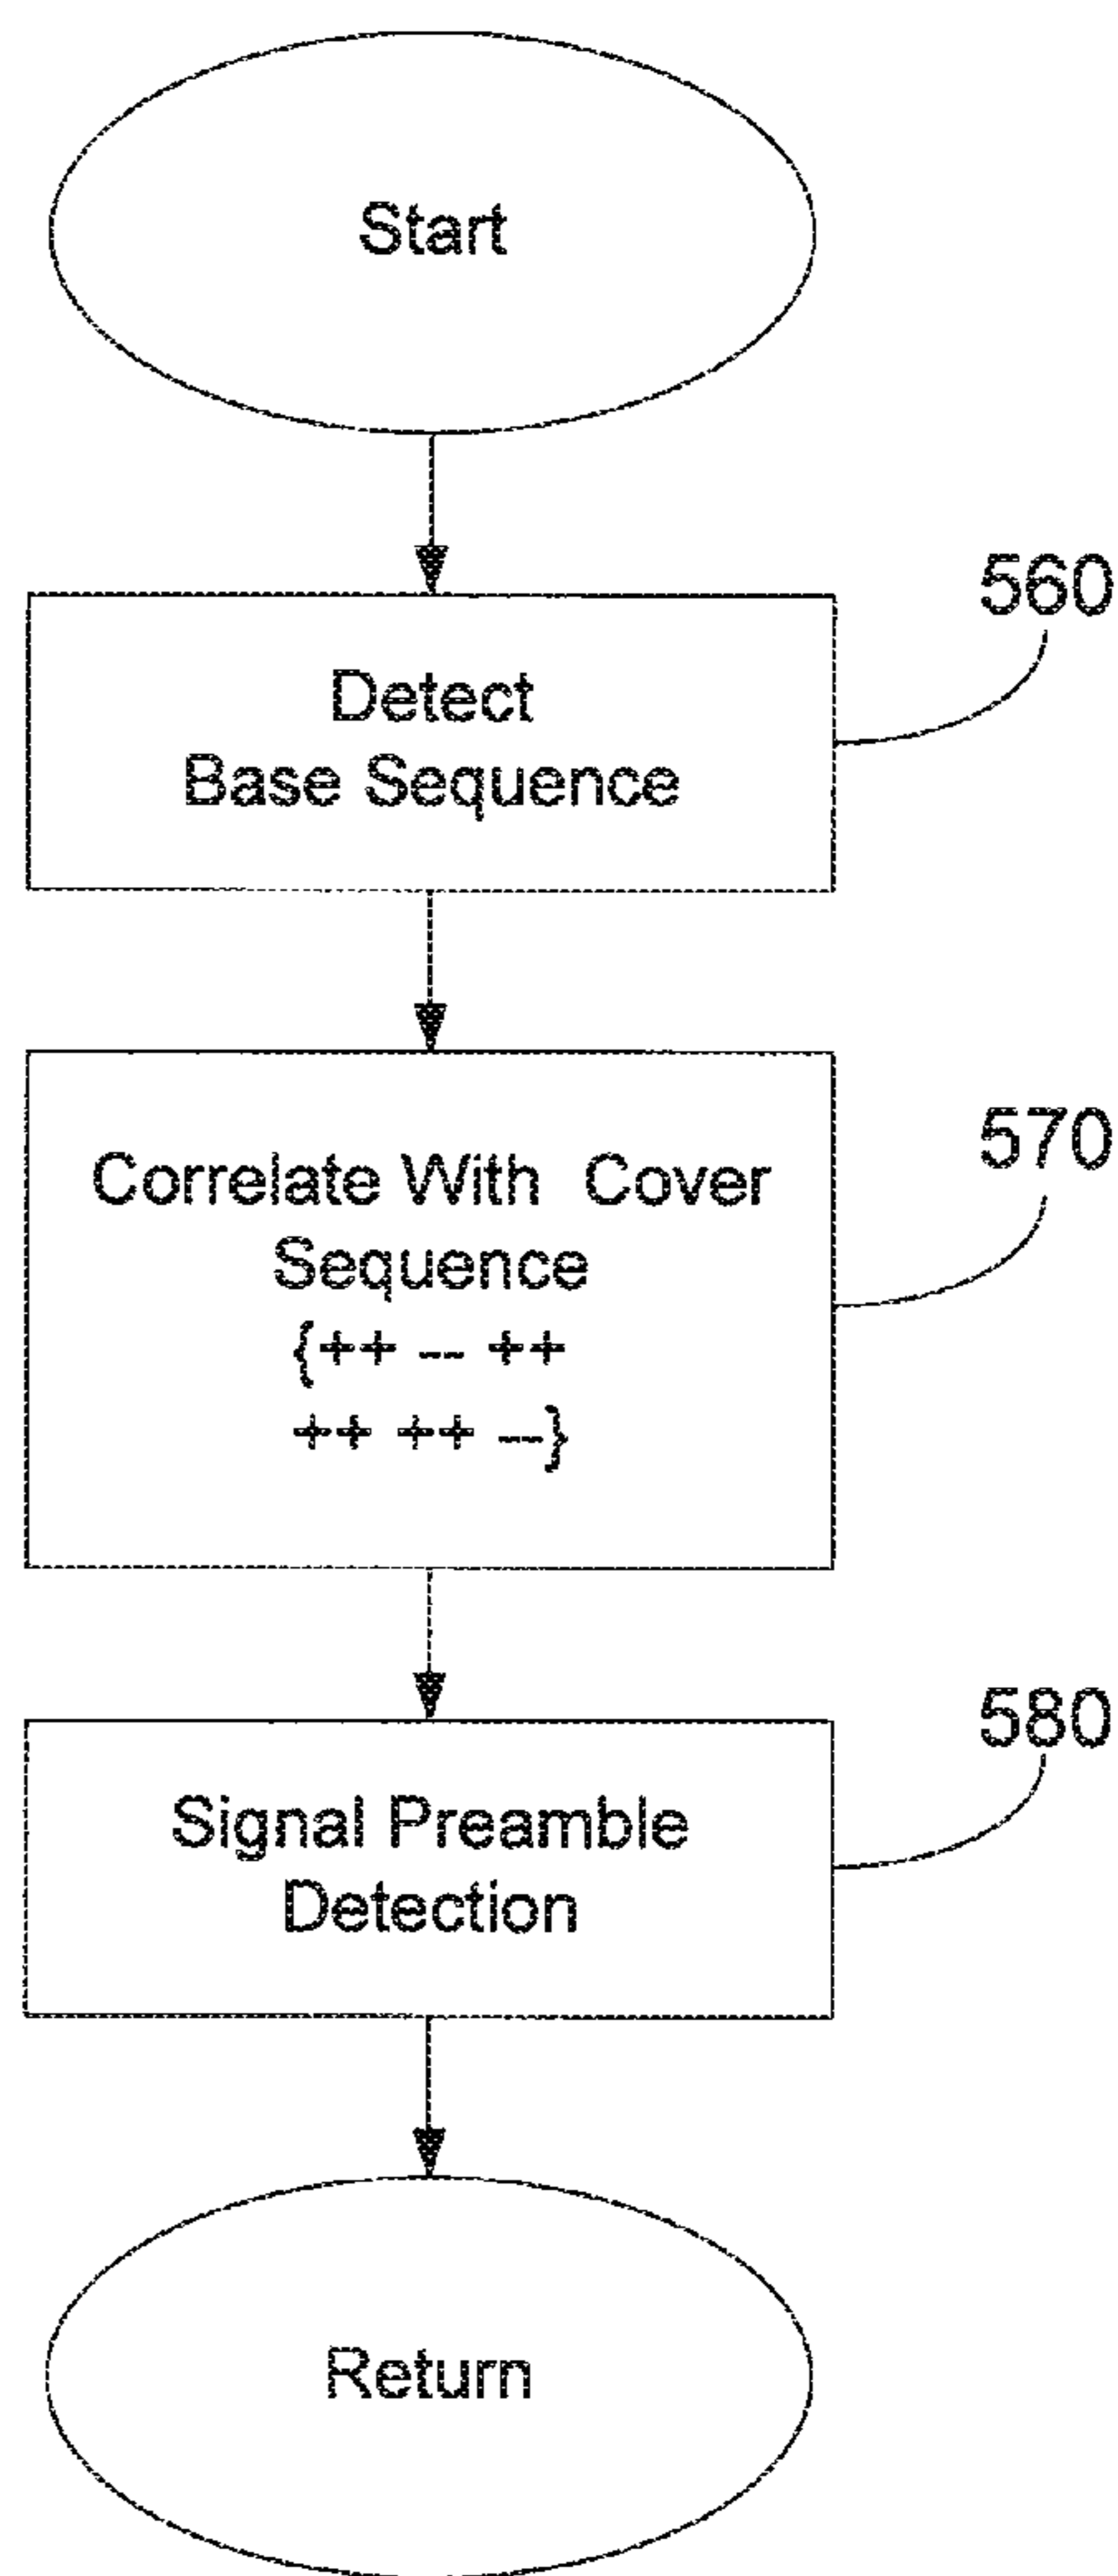 Start
560
Detect
Base Sequence
570
Correlate With Cover
Sequence
{++ -- ++
++ ++ --}
580
Signal Preamble
Detection
Return